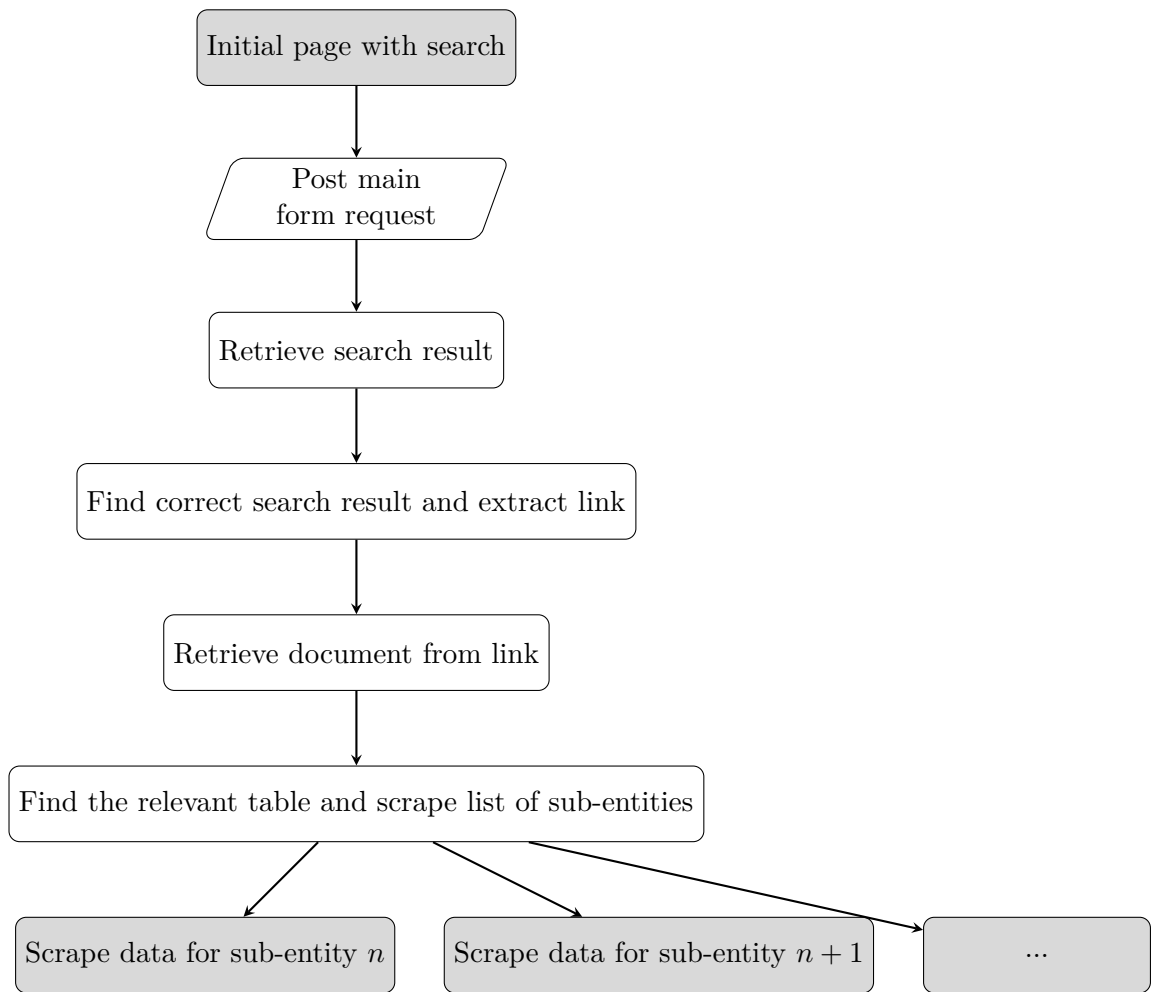 Initial page with search
Post main
form request
Retrieve search result
Find correct search result and extract link
Retrieve document from link
Find the relevant table and scrape list of sub-entities
Scrape data for sub-entity n
Scrape data for sub-entity n + 1
...